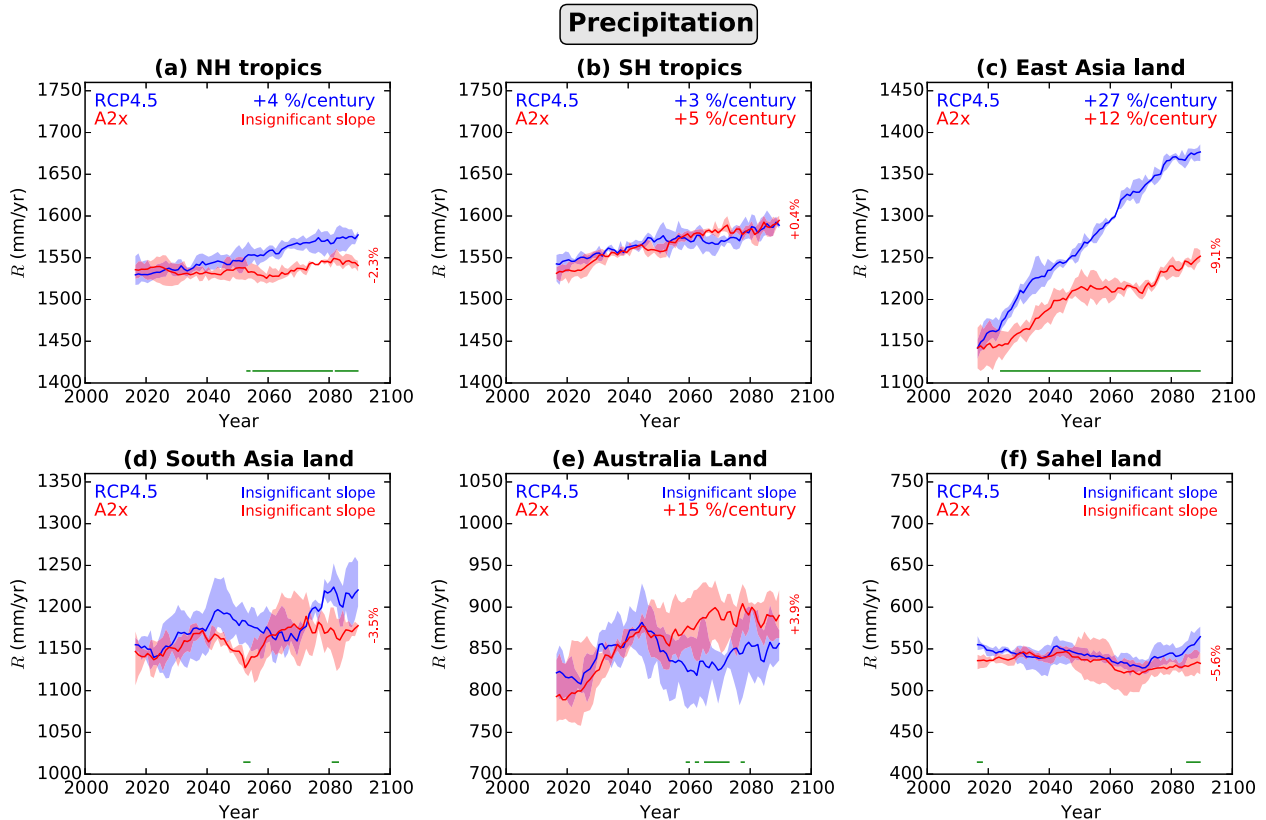 Precipitation
(a) NH tropics
RCP4.5 +4 %/century
A2x Insignificant slope
1750
1700
1650
1600
1550
1500
1450
1400
R (mm/yr)
-2.3%
2000 2020 2040 2060 2080 2100
Year
(b) SH tropics
RCP4.5 +3 %/century
A2x +5 %/century
1750
1700
1650
1600
1550
1500
1450
1400
R (mm/yr)
+0.4%
2000 2020 2040 2060 2080 2100
Year
(c) East Asia land
RCP4.5 +27 %/century
A2x +12 %/century
1450
1400
1350
1300
1250
1200
1150
1100
R (mm/yr)
-9.1%
2000 2020 2040 2060 2080 2100
Year
(d) South Asia land
RCP4.5 Insignificant slope
A2x Insignificant slope
1350
1300
1250
1200
1150
1100
1050
1000
R (mm/yr)
-3.5%
2000 2020 2040 2060 2080 2100
Year
(e) Australia Land
RCP4.5 Insignificant slope
A2x +15 %/century
1050
1000
950
900
850
800
750
700
R (mm/yr)
+3.9%
2000 2020 2040 2060 2080 2100
Year
(f) Sahel land
RCP4.5 Insignificant slope
A2x Insignificant slope
750
700
650
600
550
500
450
400
R (mm/yr)
-5.6%
2000 2020 2040 2060 2080 2100
Year